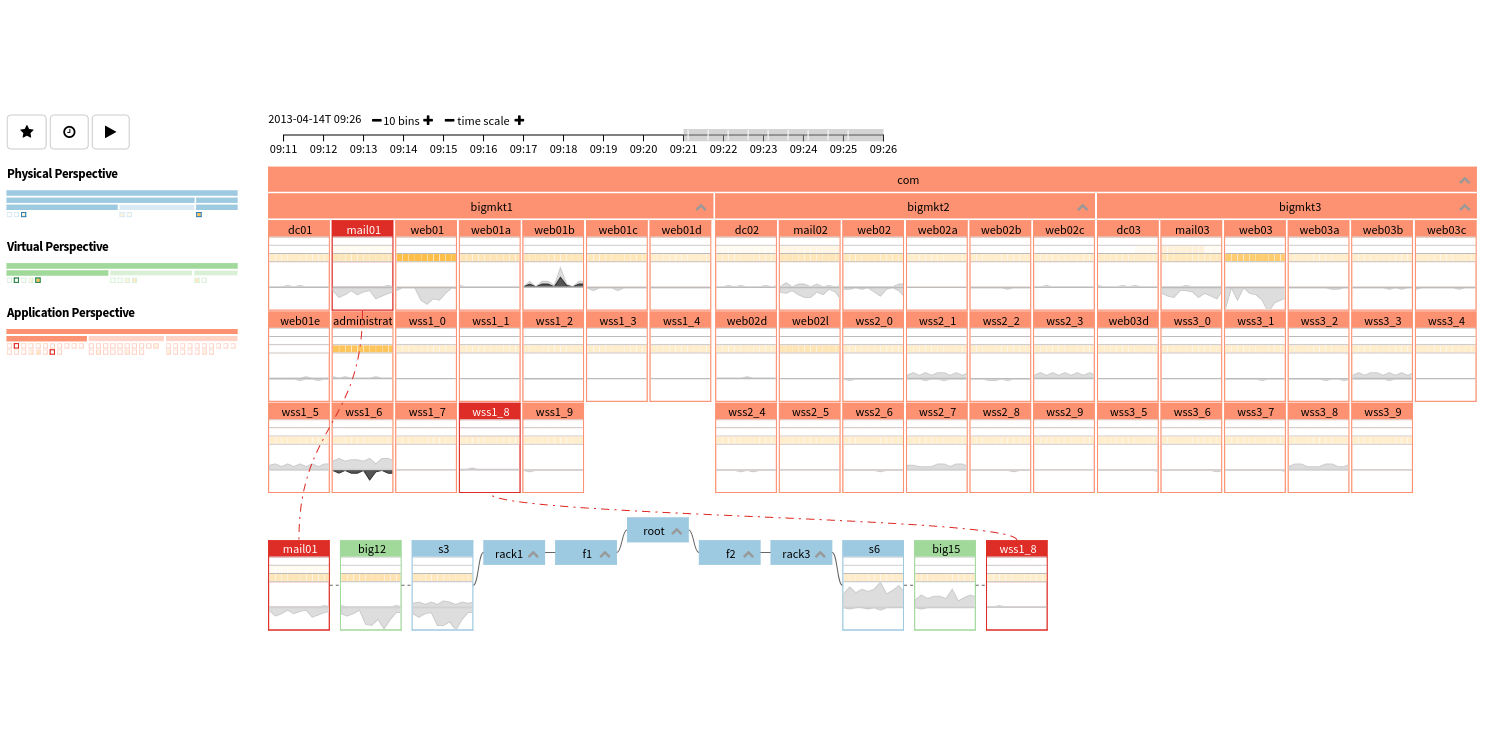 2013-04-14T 09:26 10 bins time scale
09:11 09:12 09:13 09:14 09:15 09:16 09:17 09:18 09:19 09:20 09:21 09:22 09:23 09:24 09:25 09:26
Physical Perspective
Virtual Perspective
Application Perspective
com
bigmkt1 bigmkt2 bigmkt3
dc01 mail01 web01 web01a web01b web01c web01d dc02 mail02 web02 web02a web02b web02c dc03 mail03 web03 web03a web03b web03c
web01e administrat wss1_0 wss1_1 wss1_2 wss1_3 wss1_4 web02d web02l wss2_0 wss2_1 wss2_2 wss2_3 web03d wss3_0 wss3_1 wss3_2 wss3_3 wss3_4
wss1_5 wss1_6 wss1_7 wss1_8 wss1_9 wss2_4 wss2_5 wss2_6 wss2_7 wss2_8 wss2_9 wss3_5 wss3_6 wss3_7 wss3_8 wss3_9
root
mail01 big12 s3 rack1 f1 f2 rack3 s6 big15 wss1_8